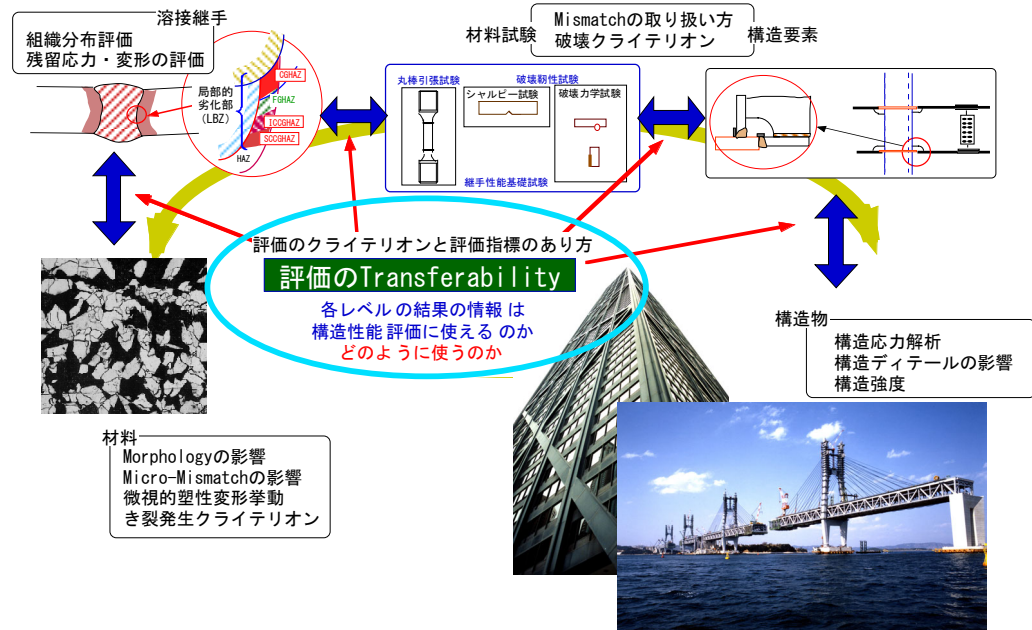 溶接継手
組織分布評価
残留応力・変形の評価
局部的
劣化部
(LBZ)
CGHAZ
FGHAZ
ICCGHAZ
SCCGHAZ
HAZ
材料試験
Mismatchの取り扱い方
破壊クライテリオン
構造要素
丸棒引張試験
破壊靭性試験
シャルピー試験
破壊力学試験
継手性能基礎試験
評価のクライテリオンと評価指標のあり方
評価のTransferability
各レベルの結果の情報は
構造性能評価に使えるのか
どのように使うのか
構造物
構造応力解析
構造ディテールの影響
構造強度
材料
Morphologyの影響
Micro-Mismatchの影響
微視的塑性変形挙動
き裂発生クライテリオン